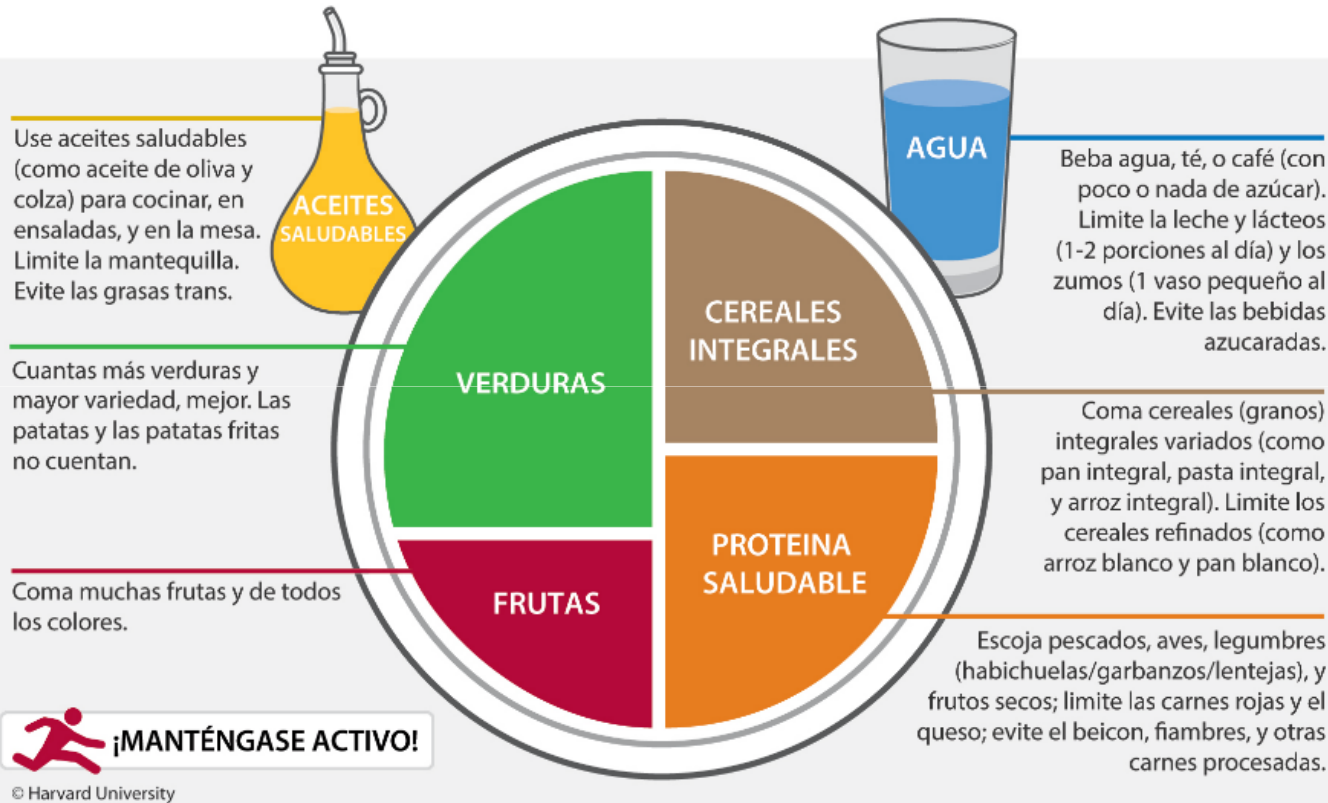 Use aceites saludables
(como aceite de oliva y
colza) para cocinar, en
ensaladas, y en la mesa.
Limite la mantequilla.
Evite las grasas trans.
ACEITES
SALUDABLES
AGUA
Beba agua, té, o café (con
poco o nada de azúcar).
Limite la leche y lácteos
(1-2 porciones al día) y los
zumos (1 vaso pequeño al
día). Evite las bebidas
azucaradas.
Cuantas más verduras y
mayor variedad, mejor. Las
patatas y las patatas fritas
no cuentan.
VERDURAS
CEREALES
INTEGRALES
Coma cereales (granos)
integrales variados (como
pan integral, pasta integral,
y arroz integral). Limite los
cereales refinados (como
arroz blanco y pan blanco).
Coma muchas frutas y de todos
los colores.
FRUTAS
PROTEINA
SALUDABLE
Escoja pescados, aves, legumbres
(habichuelas/garbanzos/lentejas), y
frutos secos; limite las carnes rojas y el
queso; evite el beicon, fiambres, y otras
carnes procesadas.
¡MANTÉNGASE ACTIVO!
© Harvard University